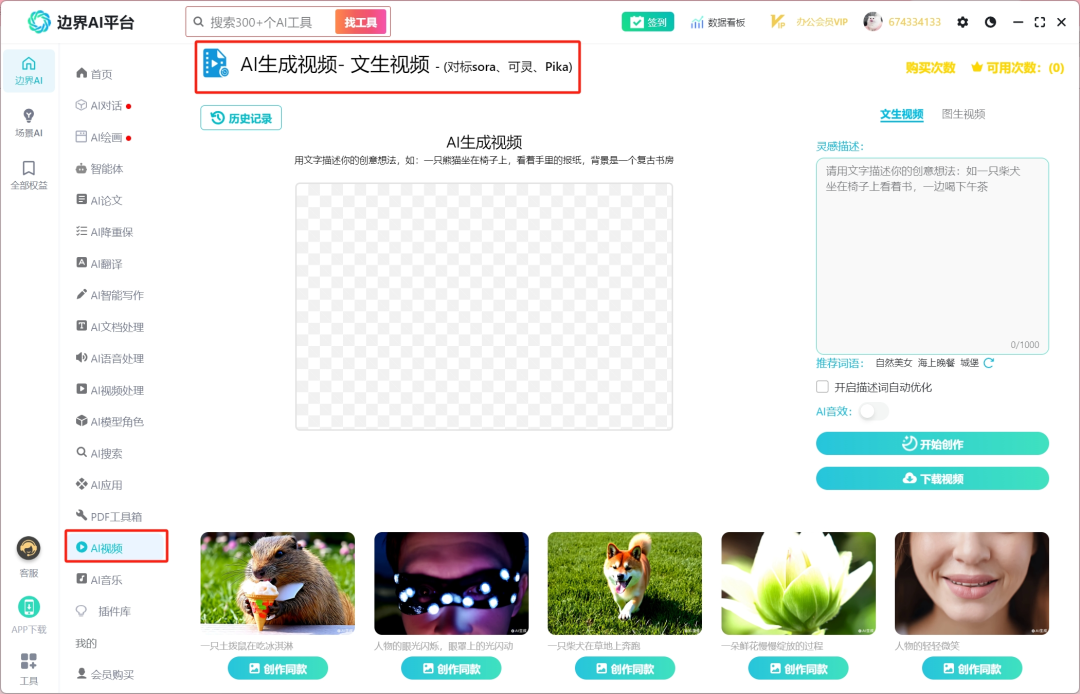 边界AI平台
搜索300+个AI工具
找工具
签到
数据看板
办公会员VIP
674334133
边界AI
场景AI
全部权益
客服
APP下载
工具
首页
AI对话
AI绘画
智能体
AI论文
AI降重保
AI翻译
AI智能写作
AI文档处理
AI语音处理
AI视频处理
AI模型角色
AI搜索
AI应用
PDF工具箱
AI视频
AI音乐
插件库
我的
会员购买
AI生成视频- 文生视频 - (对标sora、可灵、Pika)
购买次数
可用次数：(0)
历史记录
AI生成视频
用文字描述你的创意想法，如：一只熊猫坐在椅子上，看着手里的报纸，背景是一个复古书房
文生视频
图生视频
灵感描述：
请用文字描述你的创意想法：如一只柴犬
坐在椅子上看着书，一边喝下午茶
0/1000
推荐词语： 自然美女 海上晚餐 城堡
开启描述词自动优化
AI音效：
开始创作
下载视频
一只土拨鼠在吃冰淇淋
创作同款
人物的眼光闪烁，眼罩上的光闪动
创作同款
一只柴犬在草地上奔跑
创作同款
一朵鲜花慢慢绽放的过程
创作同款
人物的轻轻微笑
创作同款